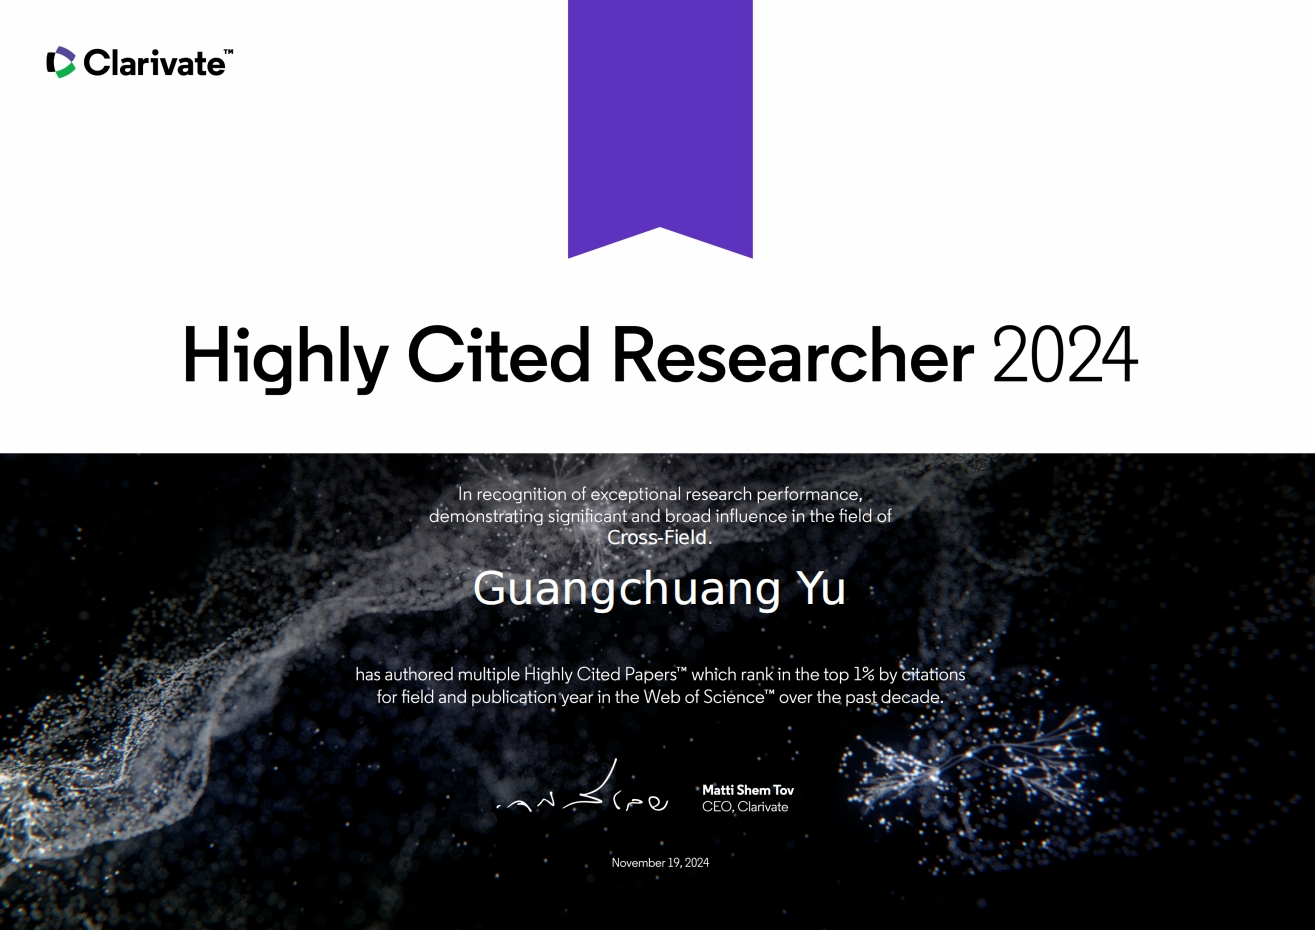 Clarivate™
Highly Cited Researcher 2024
In recognition of exceptional research performance,
demonstrating significant and broad influence in the field of
Cross-Field.
Guangchuang Yu
has authored multiple Highly Cited Papers™ which rank in the top 1% by citations
for field and publication year in the Web of Science™ over the past decade.
Matti Shem Tov
CEO, Clarivate
November 19, 2024